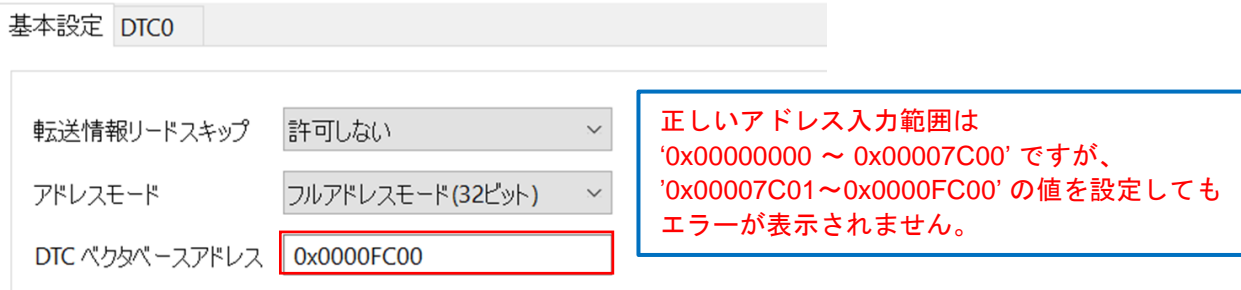 基本設定 DTC0
転送情報リードスキップ 許可しない
アドレスモード フルアドレスモード(32ビット)
DTC ベクタベースアドレス 0x0000FC00
正しいアドレス入力範囲は
‘0x00000000 ～ 0x00007C00’ ですが、
’0x00007C01～0x0000FC00’ の値を設定しても
エラーが表示されません。